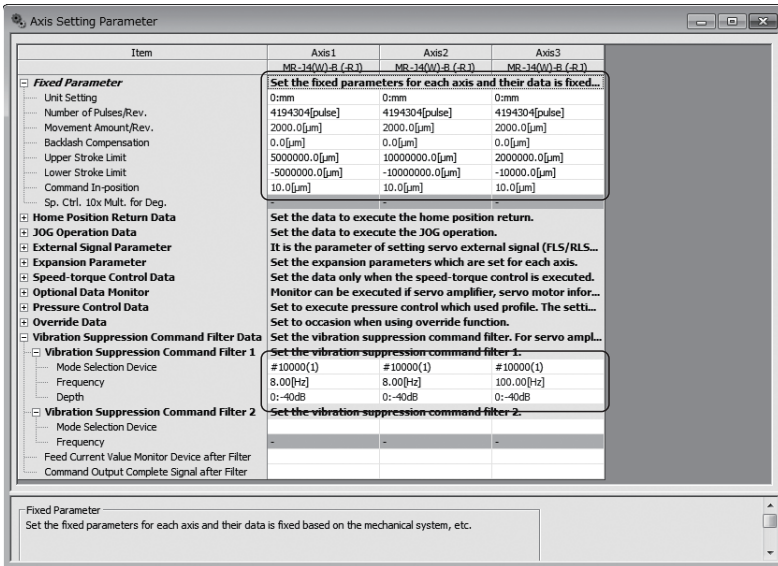 Axis Setting Parameter
Item Axis1 Axis2 Axis3
MR-J4(W)-B (-RJ) MR-J4(W)-B (-RJ) MR-J4(W)-B (-RJ)
Fixed Parameter Set the fixed parameters for each axis and their data is fixed...
Unit Setting 0:mm 0:mm 0:mm
Number of Pulses/Rev. 4194304[pulse] 4194304[pulse] 4194304[pulse]
Movement Amount/Rev. 2000.0[µm] 2000.0[µm] 2000.0[µm]
Backlash Compensation 0.0[µm] 0.0[µm] 0.0[µm]
Upper Stroke Limit 5000000.0[µm] 10000000.0[µm] 2000000.0[µm]
Lower Stroke Limit -5000000.0[µm] -10000000.0[µm] -10000.0[µm]
Command In-position 10.0[µm] 10.0[µm] 10.0[µm]
Sp. Ctrl. 10x Mult. for Deg. - - -
Home Position Return Data Set the data to execute the home position return.
JOG Operation Data Set the data to execute the JOG operation.
External Signal Parameter It is the parameter of setting servo external signal (FLS/RLS...
Expansion Parameter Set the expansion parameters which are set for each axis.
Speed-torque Control Data Set the data only when the speed-torque control is executed.
Optional Data Monitor Monitor can be executed if servo amplifier, servo motor infor...
Pressure Control Data Set to execute pressure control which used profile. The setti...
Override Data Set to occasion when using override function.
Vibration Suppression Command Filter Data Set the vibration suppression command filter. For servo ampl...
Vibration Suppression Command Filter 1 Set the vibration suppression command filter 1.
Mode Selection Device #10000(1) #10000(1) #10000(1)
Frequency 8.00[Hz] 8.00[Hz] 100.00[Hz]
Depth 0:-40dB 0:-40dB 0:-40dB
Vibration Suppression Command Filter 2 Set the vibration suppression command filter 2.
Mode Selection Device
Frequency - - -
Feed Current Value Monitor Device after Filter
Command Output Complete Signal after Filter
Fixed Parameter
Set the fixed parameters for each axis and their data is fixed based on the mechanical system, etc.